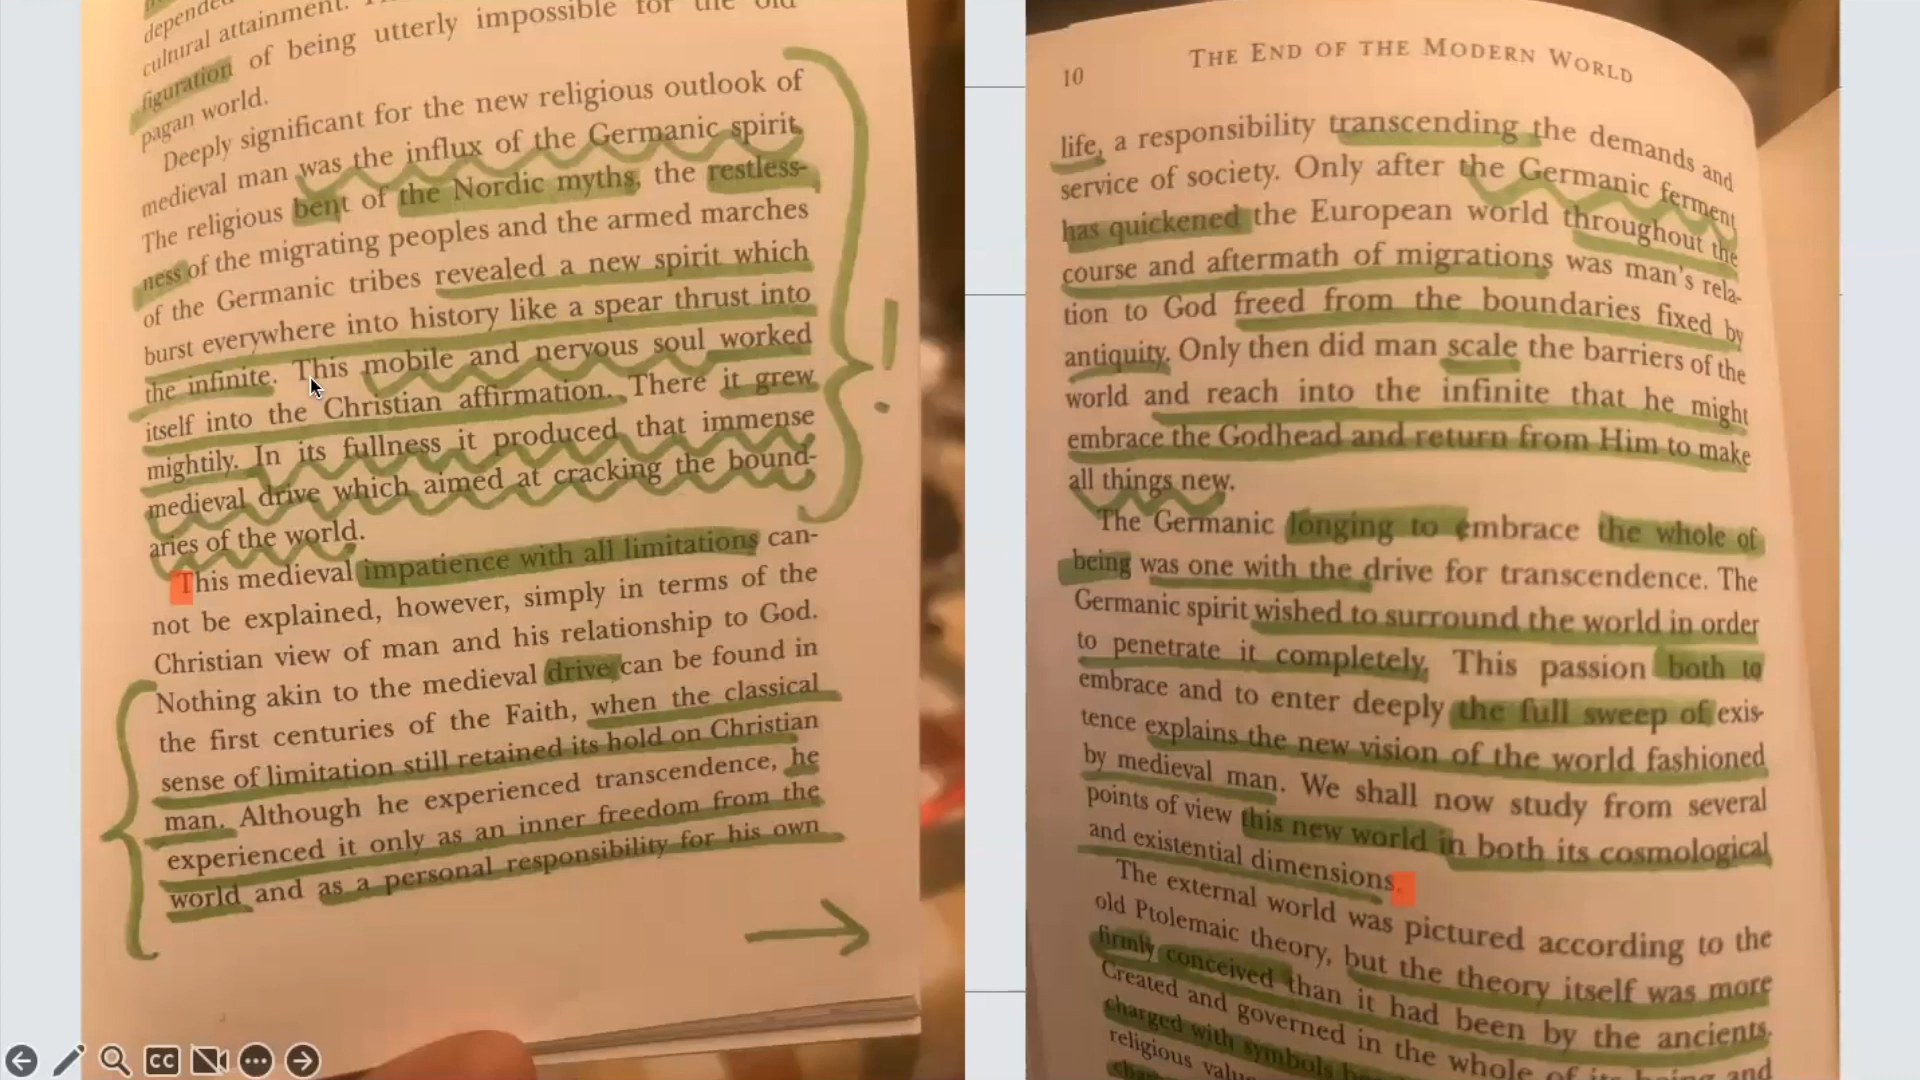 depended
cultural attainment.
figuration of being utterly impossible for the old
pagan world.
Deeply significant for the new religious outlook of
medieval man was the influx of the Germanic spirit.
The religious bent of the Nordic myths, the restless-
ness of the migrating peoples and the armed marches
of the Germanic tribes revealed a new spirit which
burst everywhere into history like a spear thrust into
the infinite. This mobile and nervous soul worked
itself into the Christian affirmation. There it grew
mightily. In its fullness it produced that immense
medieval drive which aimed at cracking the bound-
aries of the world.
This medieval impatience with all limitations can-
not be explained, however, simply in terms of the
Christian view of man and his relationship to God.
Nothing akin to the medieval drive can be found in
the first centuries of the Faith, when the classical
sense of limitation still retained its hold on Christian
man. Although he experienced transcendence, he
experienced it only as an inner freedom from the
world and as a personal responsibility for his own
10
THE END OF THE MODERN WORLD
life, a responsibility transcending the demands and
service of society. Only after the Germanic ferment
has quickened the European world throughout the
course and aftermath of migrations was man's rela-
tion to God freed from the boundaries fixed by
antiquity. Only then did man scale the barriers of the
world and reach into the infinite that he might
embrace the Godhead and return from Him to make
all things new.
The Germanic longing to embrace the whole of
being was one with the drive for transcendence. The
Germanic spirit wished to surround the world in order
to penetrate it completely. This passion both to
embrace and to enter deeply the full sweep of exis-
tence explains the new vision of the world fashioned
by medieval man. We shall now study from several
points of view this new world in both its cosmological
and existential dimensions.
The external world was pictured according to the
old Ptolemaic theory, but the theory itself was more
firmly conceived than it had been by the ancients.
Created and governed in the whole of its being and
charged with symbols
religious
CC